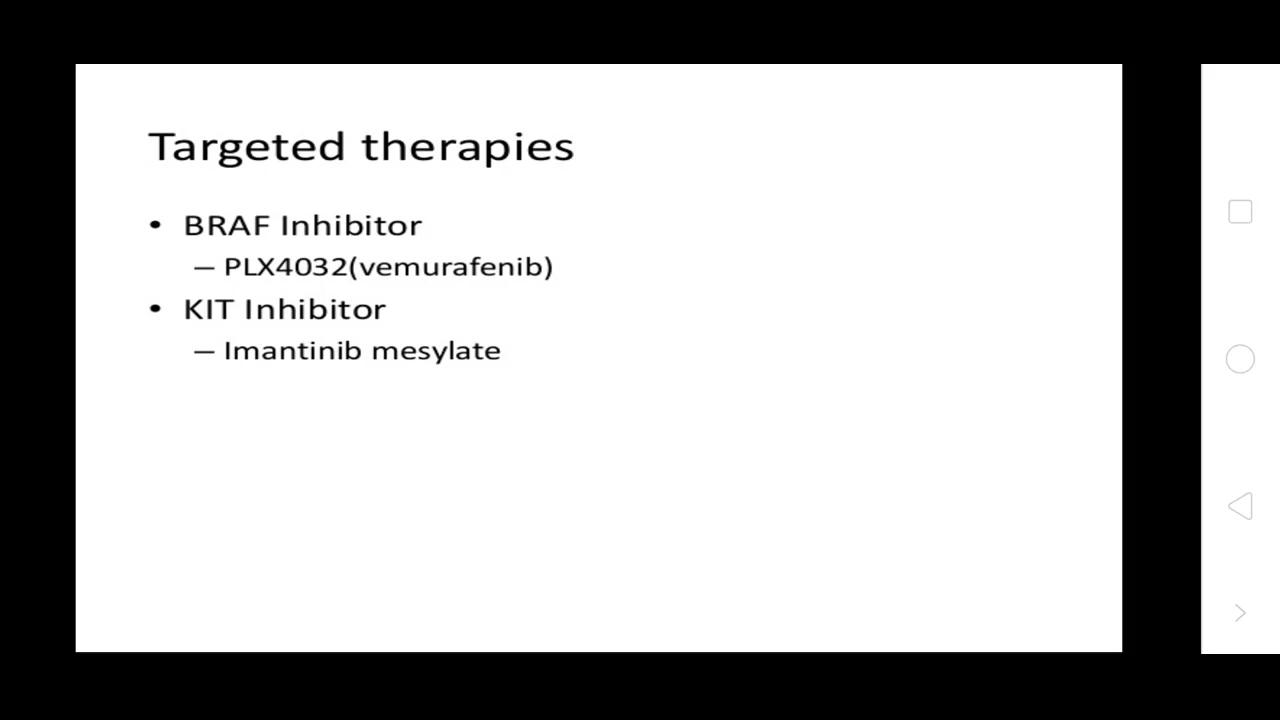 Targeted therapies
• BRAF Inhibitor
– PLX4032(vemurafenib)
• KIT Inhibitor
– Imantinib mesylate